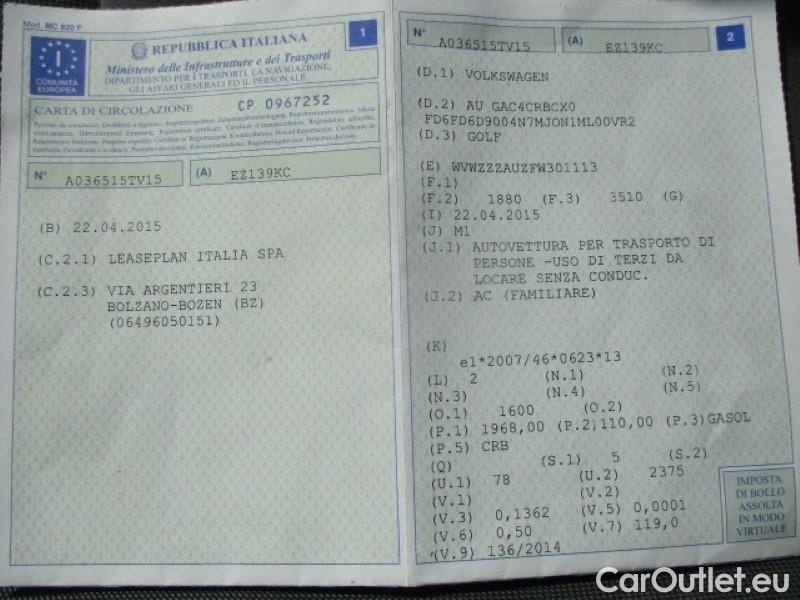 Mod. MC 820 F
I
COMUNITÀ
EUROPEA
REPUBBLICA ITALIANA
Ministero delle Infrastrutture e dei Trasporti
DIPARTIMENTO PER I TRASPORTI, LA NAVIGAZIONE,
GLI AFFARI GENERALI ED IL PERSONALE
1
CARTA DI CIRCOLAZIONE CP 0967252
N° A036515TV15 (A) EZ139KC
(B) 22.04.2015
(C.2.1) LEASEPLAN ITALIA SPA
(C.2.3) VIA ARGENTIERI 23
BOLZANO-BOZEN (BZ)
(06496050151)
N° A036515TV15 (A) EZ139KC 2
(D.1) VOLKSWAGEN
(D.2) AU GAC4CRBCX0
FD6FD6D9004N7MJON1ML00VR2
(D.3) GOLF
(E) WVWZZZAUZFW301113
(F.1)
(F.2) 1880 (F.3) 3510 (G)
(I) 22.04.2015
(J) M1
(J.1) AUTOVETTURA PER TRASPORTO DI
PERSONE -USO DI TERZI DA
LOCARE SENZA CONDUC.
(J.2) AC (FAMILIARE)
(K)
e1*2007/46*0623*13
(L) 2 (N.1) (N.2)
(N.3) (N.4) (N.5)
(O.1) 1600 (O.2)
(P.1) 1968,00 (P.2)110,00 (P.3)GASOL
(P.5) CRB
(Q) (S.1) 5 (S.2)
(U.1) 78 (U.2) 2375
(V.1) (V.2)
(V.3) 0,1362 (V.5) 0,0001
(V.6) 0,50 (V.7) 119,0
(V.9) 136/2014
IMPOSTA
DI BOLLO
ASSOLTA
IN MODO
VIRTUALE
CarOutlet.eu